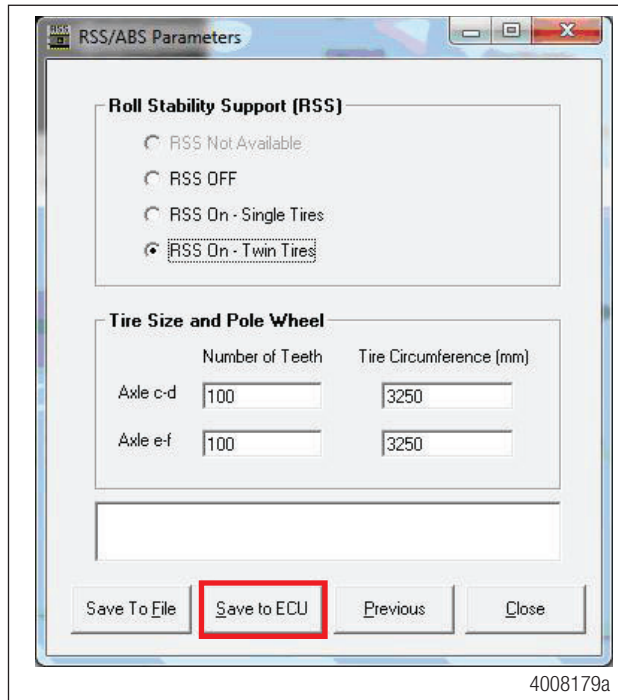 RSS/ABS Parameters
Roll Stability Support (RSS)
RSS Not Available
RSS OFF
RSS On - Single Tires
RSS On - Twin Tires
Tire Size and Pole Wheel
Number of Teeth Tire Circumference (mm)
Axle c-d 100 3250
Axle e-f 100 3250
Save To File Save to ECU Previous Close
4008179a